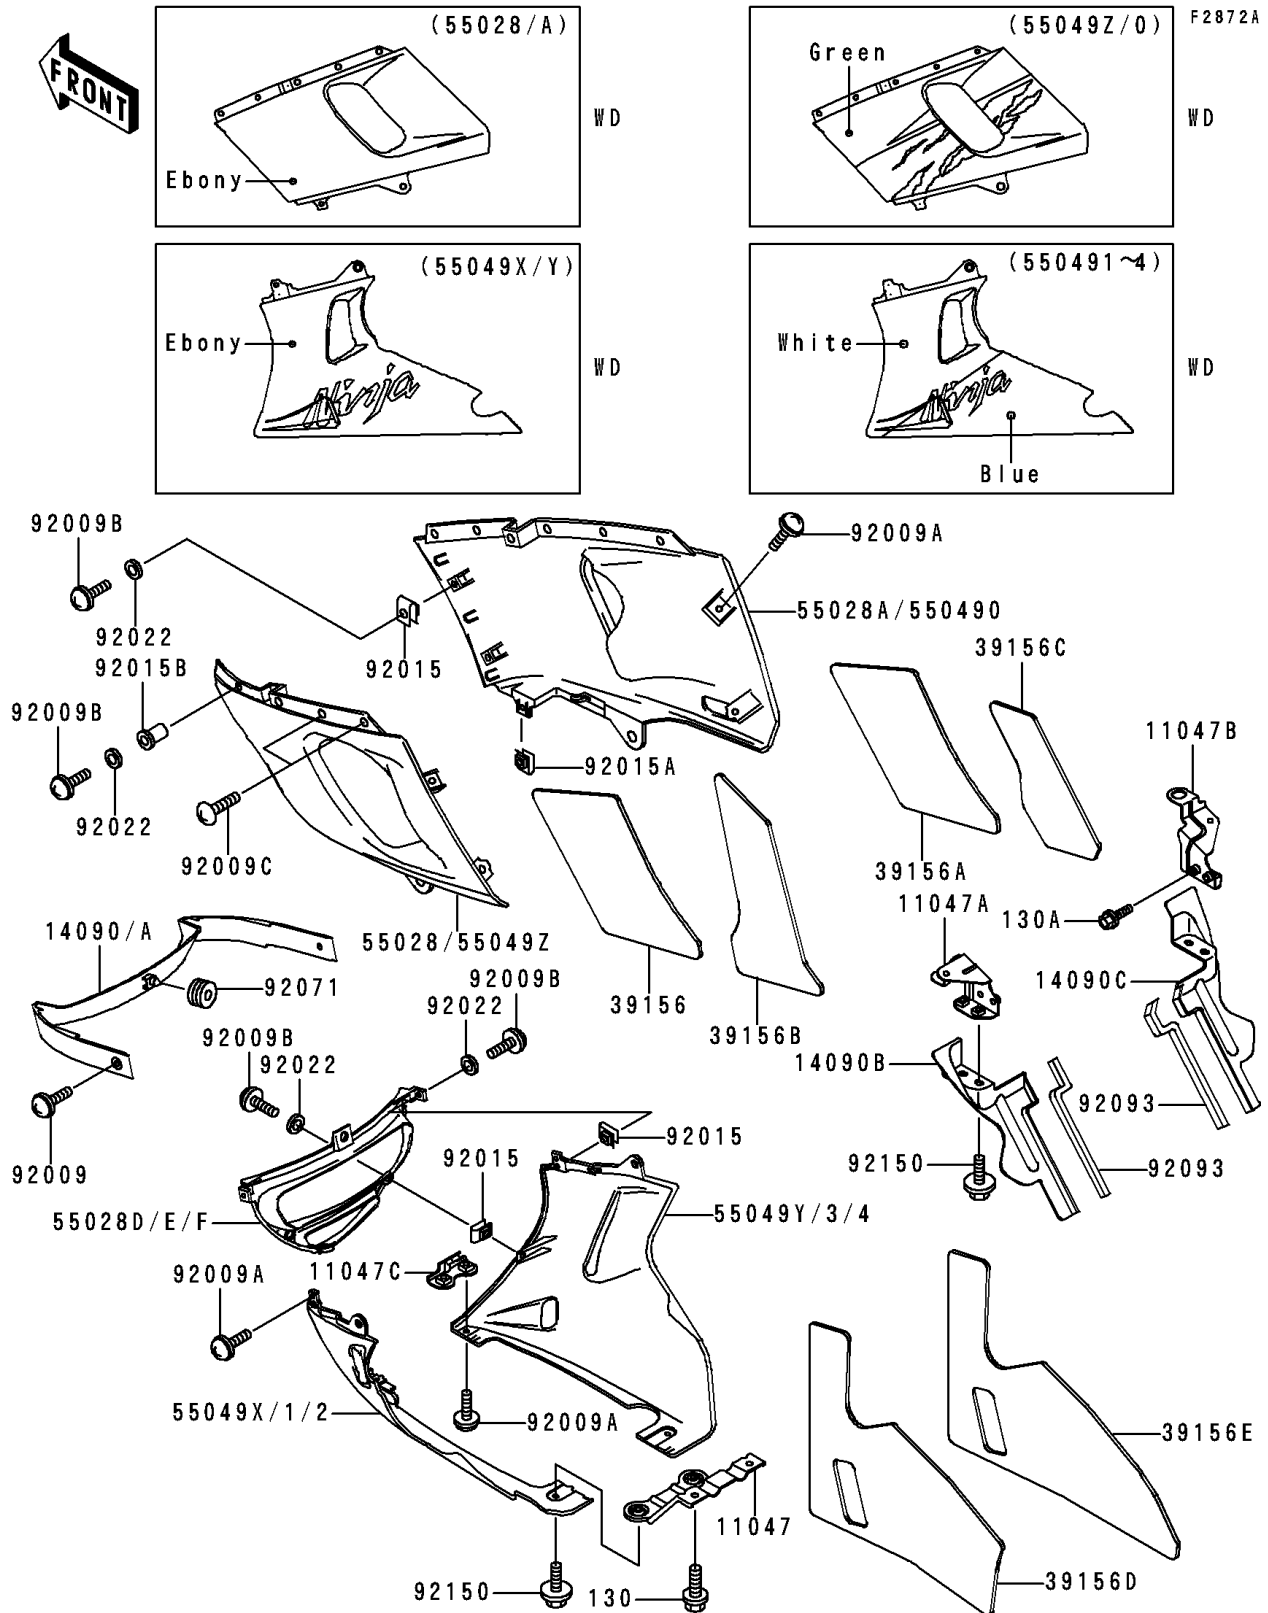 F2872A
FRONT
(55028/A)
Ebony
WD
(55049Z/0)
Green
WD
(55049X/Y)
Ebony
Ninja
WD
(550491~4)
White
Ninja
Blue
WD
92009B
92022
92015
92009A
55028A/550490
92015B
92009B
92022
92009C
92015A
39156C
11047B
39156A
11047A
130A
14090/A
55028/55049Z
92071
92009B
92022
39156
39156B
14090C
14090B
92009B
92022
92009
92015
92015
92093
92093
92150
55028D/E/F
55049Y/3/4
92009A
11047C
55049X/1/2
92009A
39156E
11047
92150
130
39156D